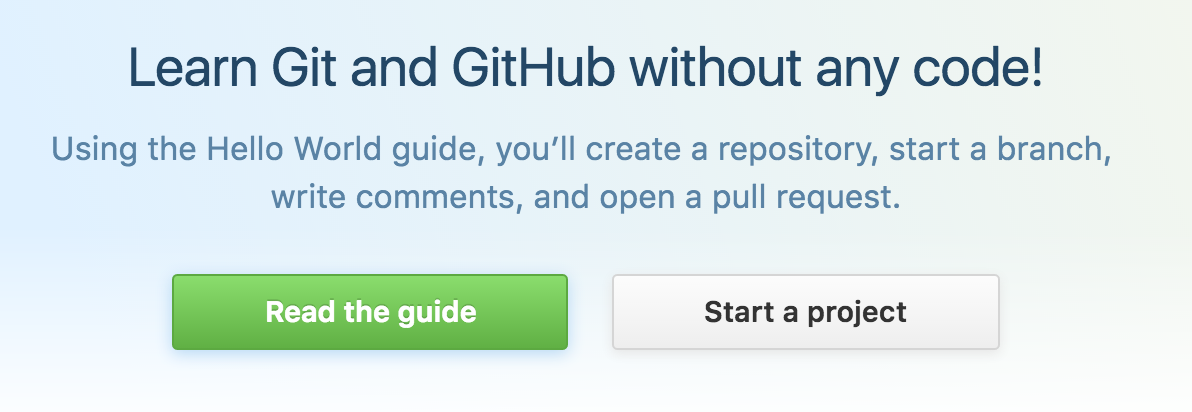 Learn Git and GitHub without any code!
Using the Hello World guide, you’ll create a repository, start a branch,
write comments, and open a pull request.
Read the guide
Start a project